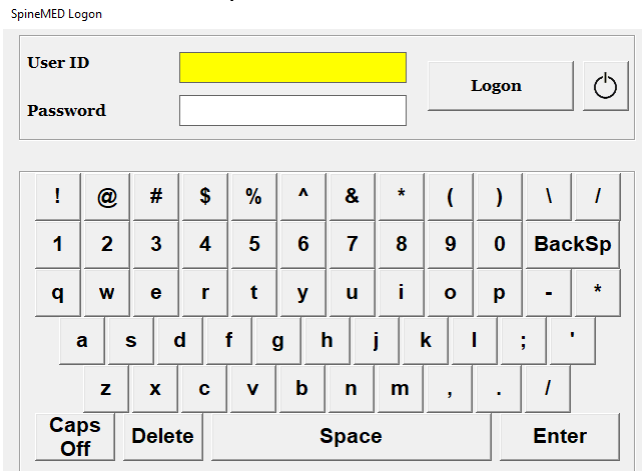 SpineMED Logon
User ID
Logon
Password
! @ # $ % ^ & * ( ) \ /
1 2 3 4 5 6 7 8 9 0 BackSp
q w e r t y u i o p - *
a s d f g h j k l ; '
z x c v b n m , . /
Caps Off Delete Space Enter